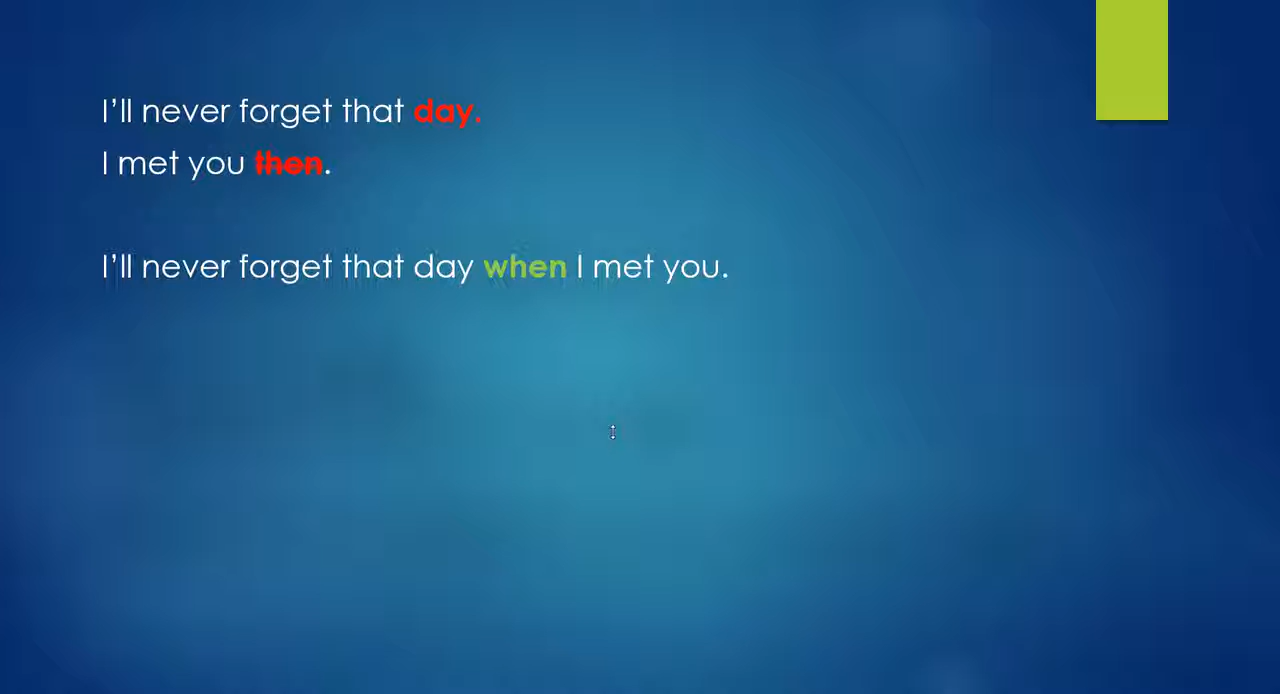 I'll never forget that day.
I met you then.
I'll never forget that day when I met you.